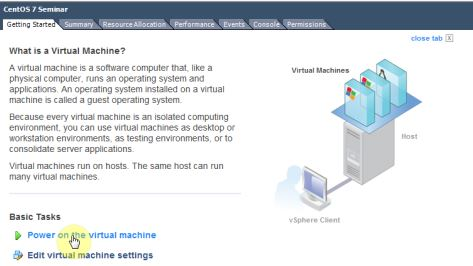 CentOS 7 Seminar
Getting Started Summary Resource Allocation Performance Events Console Permissions
close tab X
What is a Virtual Machine?
A virtual machine is a software computer that, like a
physical computer, runs an operating system and
applications. An operating system installed on a virtual
machine is called a guest operating system.
Because every virtual machine is an isolated computing
environment, you can use virtual machines as desktop or
workstation environments, as testing environments, or to
consolidate server applications.
Virtual machines run on hosts. The same host can run
many virtual machines.
Virtual Machines
Host
vSphere Client
Basic Tasks
Power on the virtual machine
Edit virtual machine settings